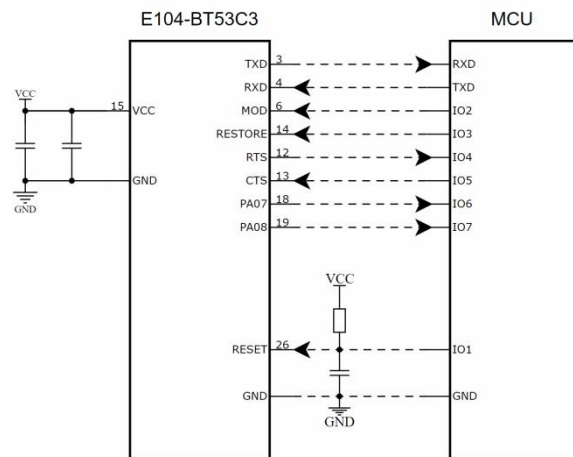 E104-BT53C3 MCU
TXD 3 RXD
RXD 4 TXD
VCC 15 VCC MOD 6 IO2
RESTORE 14 IO3
RTS 12 IO4
GND GND CTS 13 IO5
PA07 18 IO6
PA08 19 IO7
VCC
RESET 26 IO1
GND GND
GND